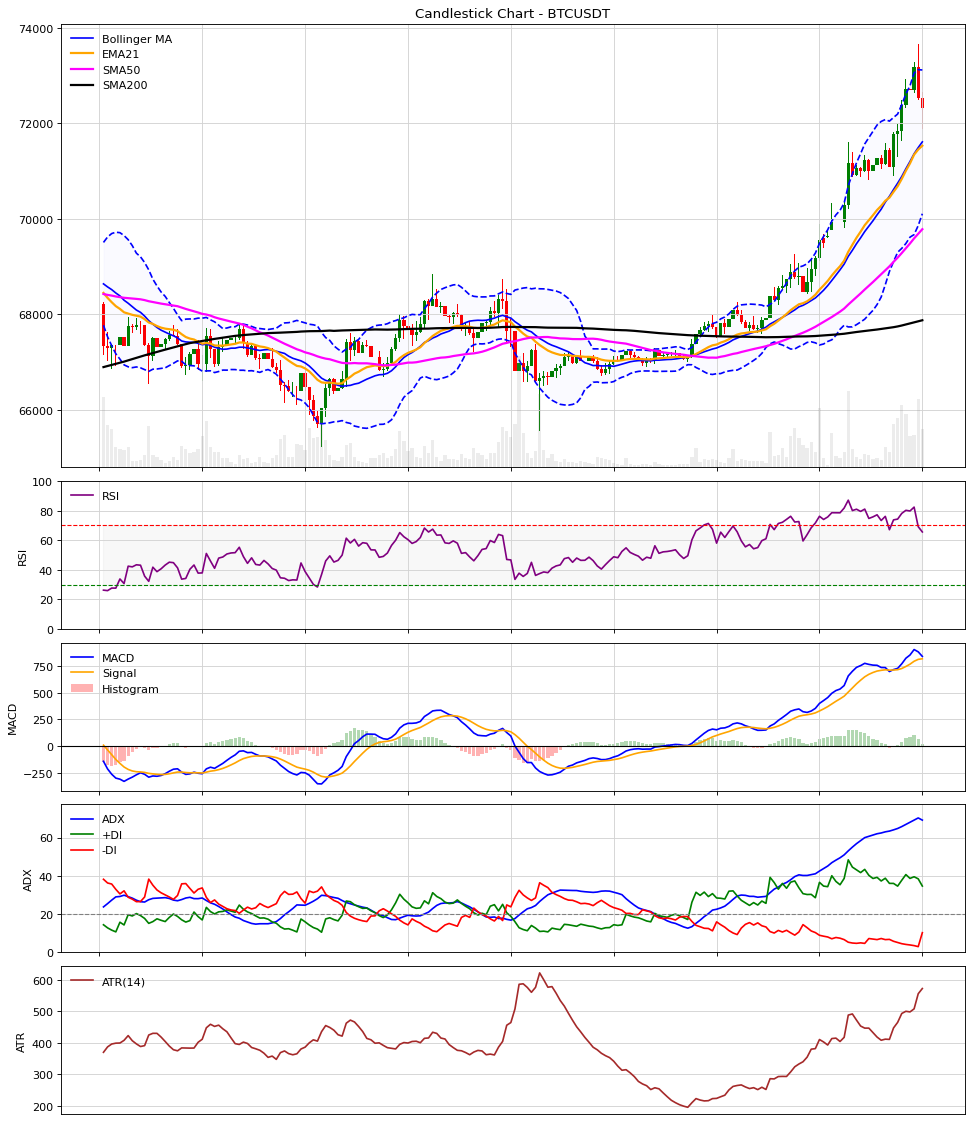 Candlestick Chart - BTCUSDT
74000
72000
70000
68000
66000
Bollinger MA
EMA21
SMA50
SMA200
100
80
60
40
20
0
RSI
RSI
750
500
250
0
−250
MACD
MACD
Signal
Histogram
60
40
20
0
ADX
ADX
+DI
-DI
600
500
400
300
200
ATR
ATR(14)